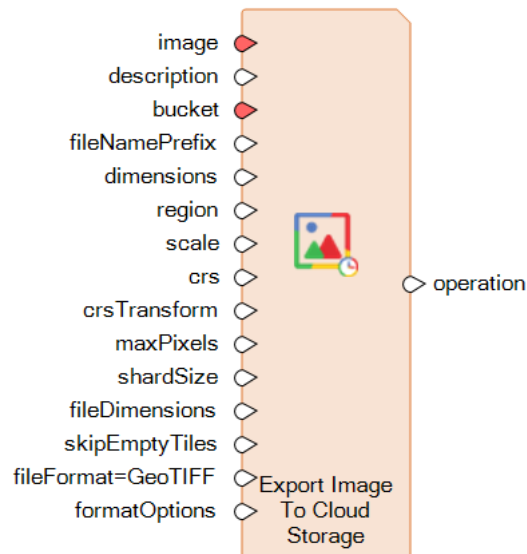 image
description
bucket
fileNamePrefix
dimensions
region
scale
crs
crsTransform
maxPixels
shardSize
fileDimensions
skipEmptyTiles
fileFormat=GeoTIFF
formatOptions
operation
Export Image
To Cloud
Storage